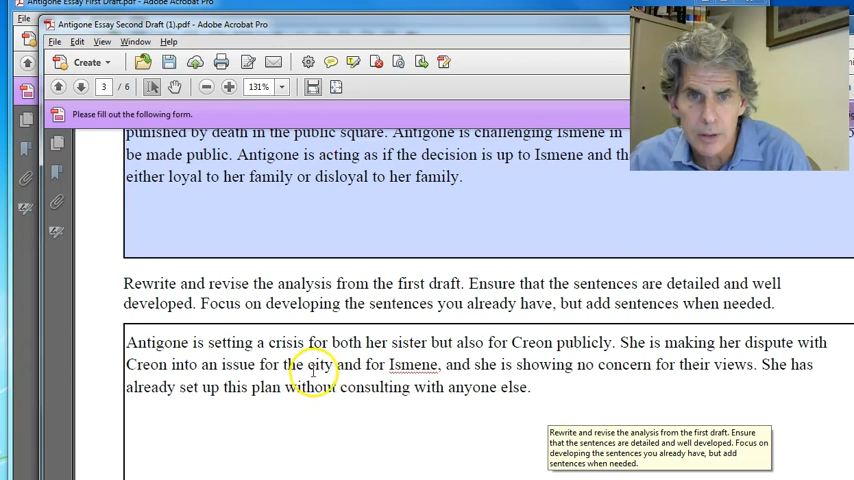 Antigone Essay First Draft.pdf - Adobe Acrobat Pro
File
Antigone Essay Second Draft (1).pdf - Adobe Acrobat Pro
File Edit View Window Help
Create
3 / 6 131%
Please fill out the following form.
punished by death in the public square. Antigone is challenging Ismene in
be made public. Antigone is acting as if the decision is up to Ismene and
either loyal to her family or disloyal to her family.
Rewrite and revise the analysis from the first draft. Ensure that the sentences are detailed and well
developed. Focus on developing the sentences you already have, but add sentences when needed.
Antigone is setting a crisis for both her sister but also for Creon publicly. She is making her dispute with
Creon into an issue for the city and for Ismene, and she is showing no concern for their views. She has
already set up this plan without consulting with anyone else.
Rewrite and revise the analysis from the first draft. Ensure
that the sentences are detailed and well developed. Focus on
developing the sentences you already have, but add
sentences when needed.